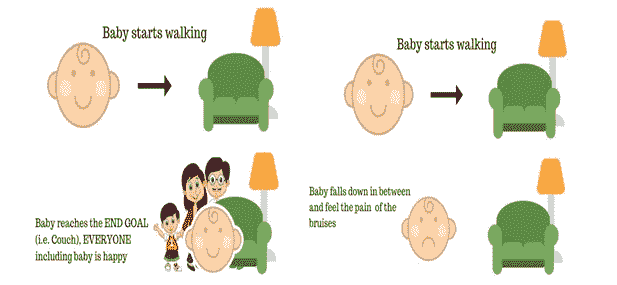 Baby starts walking
Baby starts walking
Baby reaches the END GOAL
(i.e. Couch), EVERYONE
including baby is happy
Baby falls down in between
and feel the pain of the
bruises